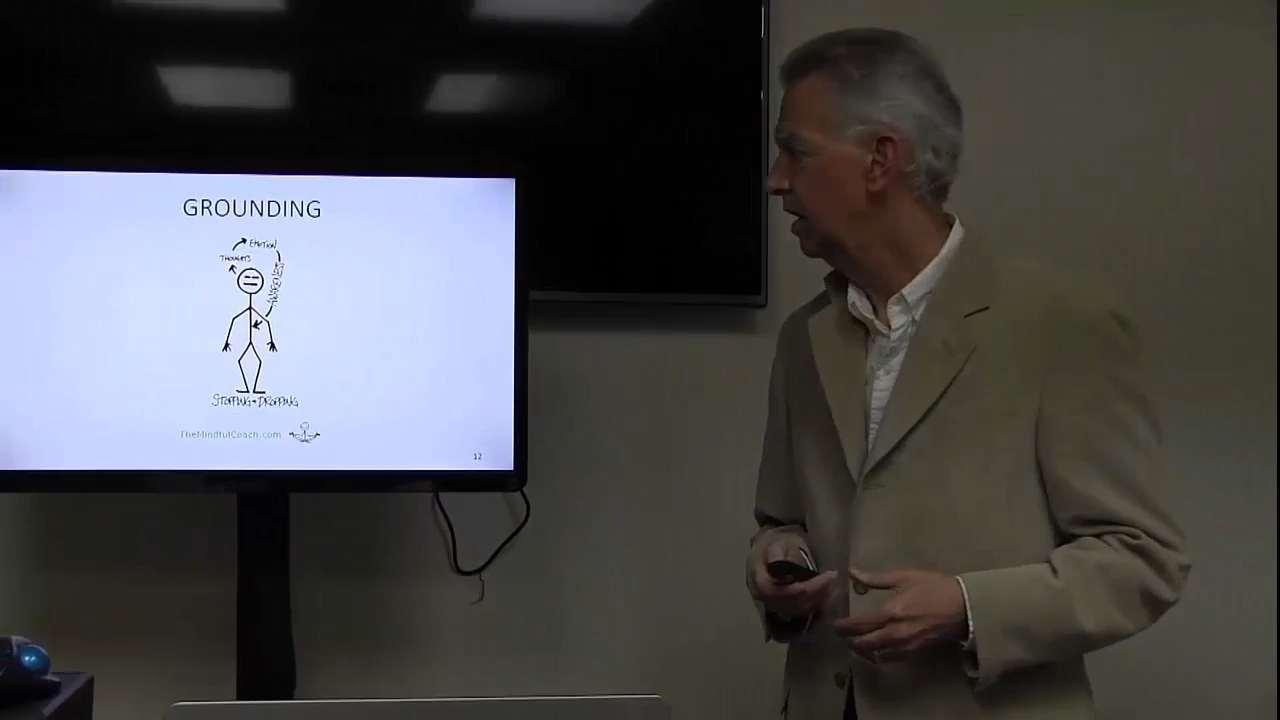 GROUNDING
EMOTION
THOUGHTS
AWARENESS
STOPPING + DROPPING
TheMindfulCoach.com
12